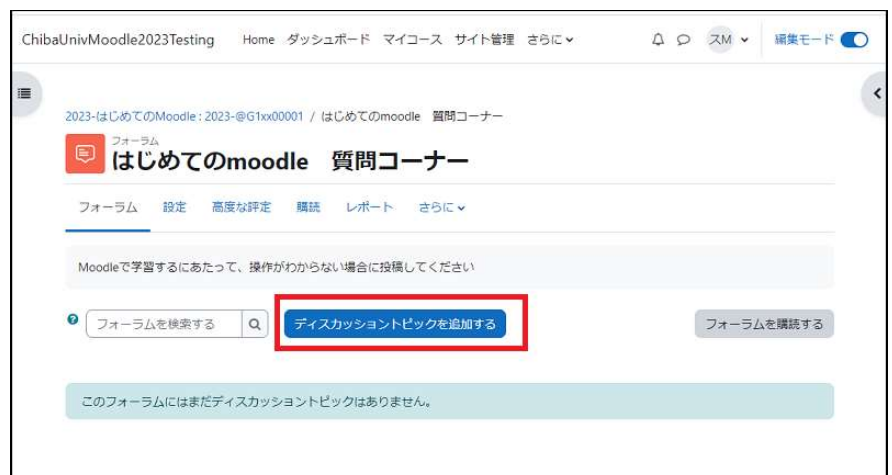 ChibaUnivMoodle2023Testing Home ダッシュボード マイコース サイト管理 さらに スM 編集モード
2023-はじめてのMoodle : 2023-@G1xx00001 / はじめてのmoodle 質問コーナー
フォーラム
はじめてのmoodle 質問コーナー
フォーラム 設定 高度な評定 購読 レポート さらに
Moodleで学習するにあたって、操作がわからない場合に投稿してください
フォーラムを検索する ディスカッショントピックを追加する フォーラムを購読する
このフォーラムにはまだディスカッショントピックはありません。